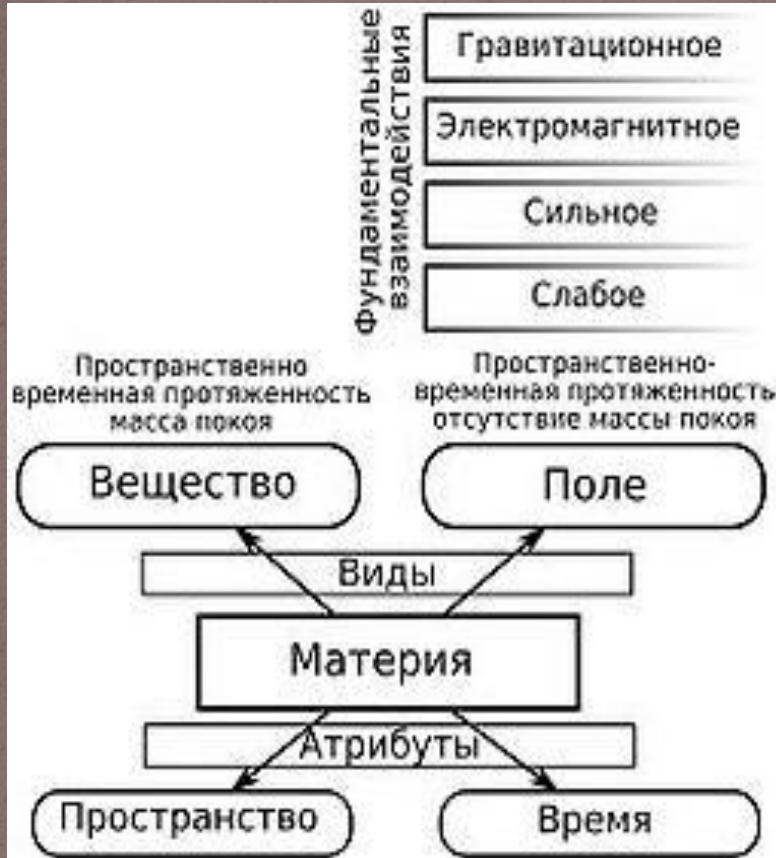 Фундаментальные
взаимодействия
Гравитационное
Электромагнитное
Сильное
Слабое
Пространственно
временная протяженность
масса покоя
Пространственно-
временная протяженность
отсутствие массы покоя
Вещество
Поле
Виды
Материя
Атрибуты
Пространство
Время